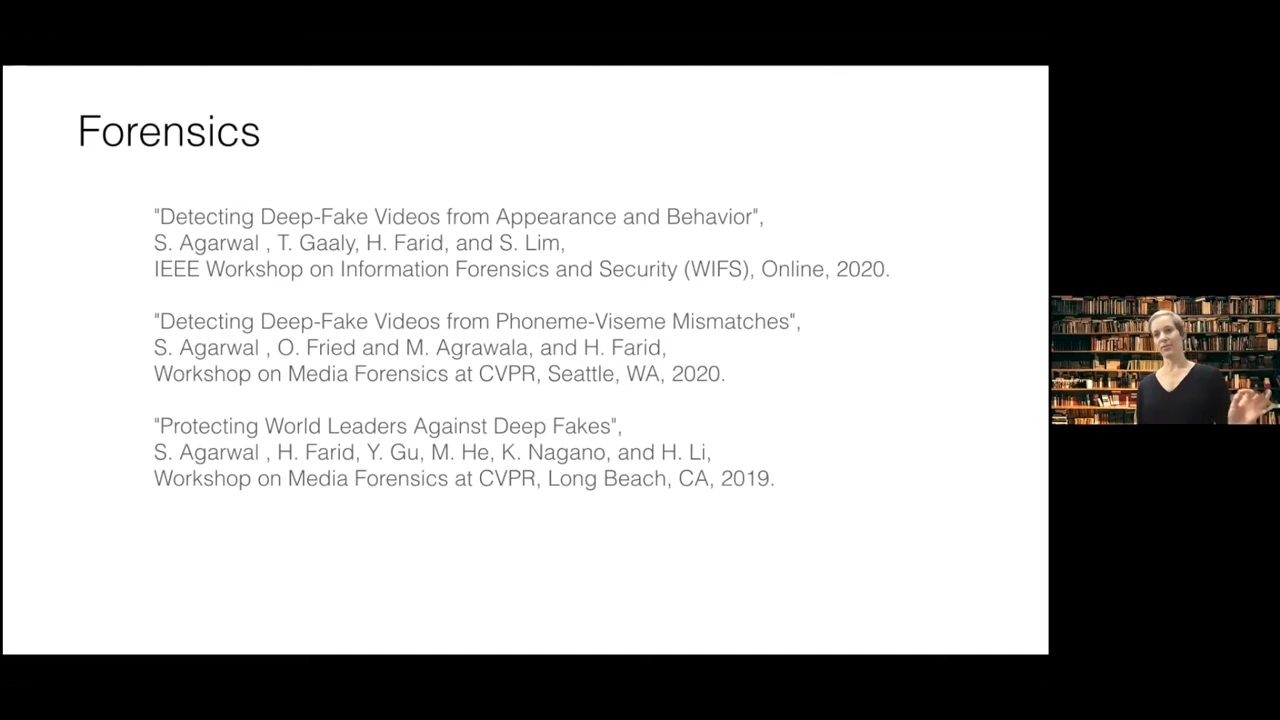 Forensics
"Detecting Deep-Fake Videos from Appearance and Behavior",
S. Agarwal , T. Gaaly, H. Farid, and S. Lim,
IEEE Workshop on Information Forensics and Security (WIFS), Online, 2020.
"Detecting Deep-Fake Videos from Phoneme-Viseme Mismatches",
S. Agarwal , O. Fried and M. Agrawala, and H. Farid,
Workshop on Media Forensics at CVPR, Seattle, WA, 2020.
"Protecting World Leaders Against Deep Fakes",
S. Agarwal , H. Farid, Y. Gu, M. He, K. Nagano, and H. Li,
Workshop on Media Forensics at CVPR, Long Beach, CA, 2019.